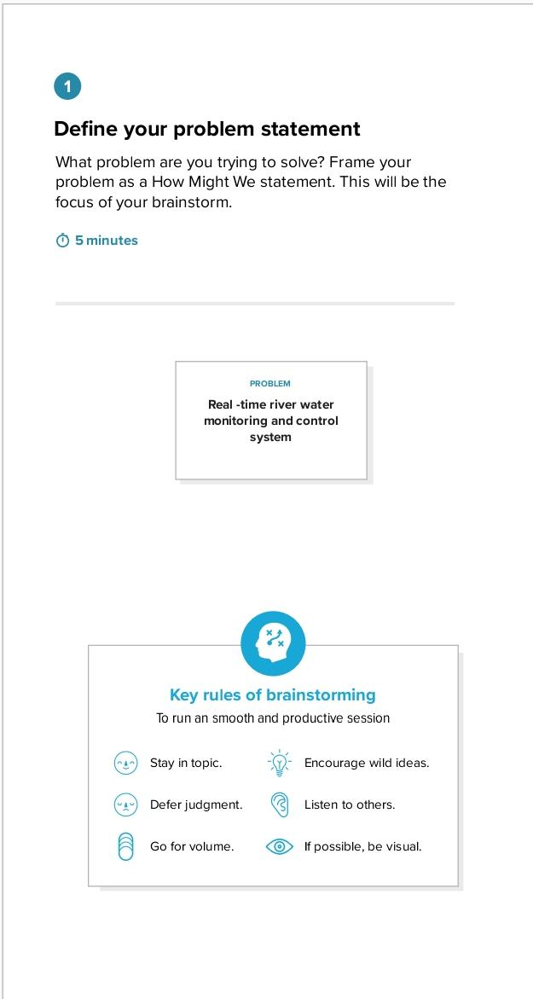 1
Define your problem statement
What problem are you trying to solve? Frame your
problem as a How Might We statement. This will be the
focus of your brainstorm.
5 minutes
PROBLEM
Real -time river water
monitoring and control
system
Key rules of brainstorming
To run an smooth and productive session
Stay in topic.
Encourage wild ideas.
Defer judgment.
Listen to others.
Go for volume.
If possible, be visual.